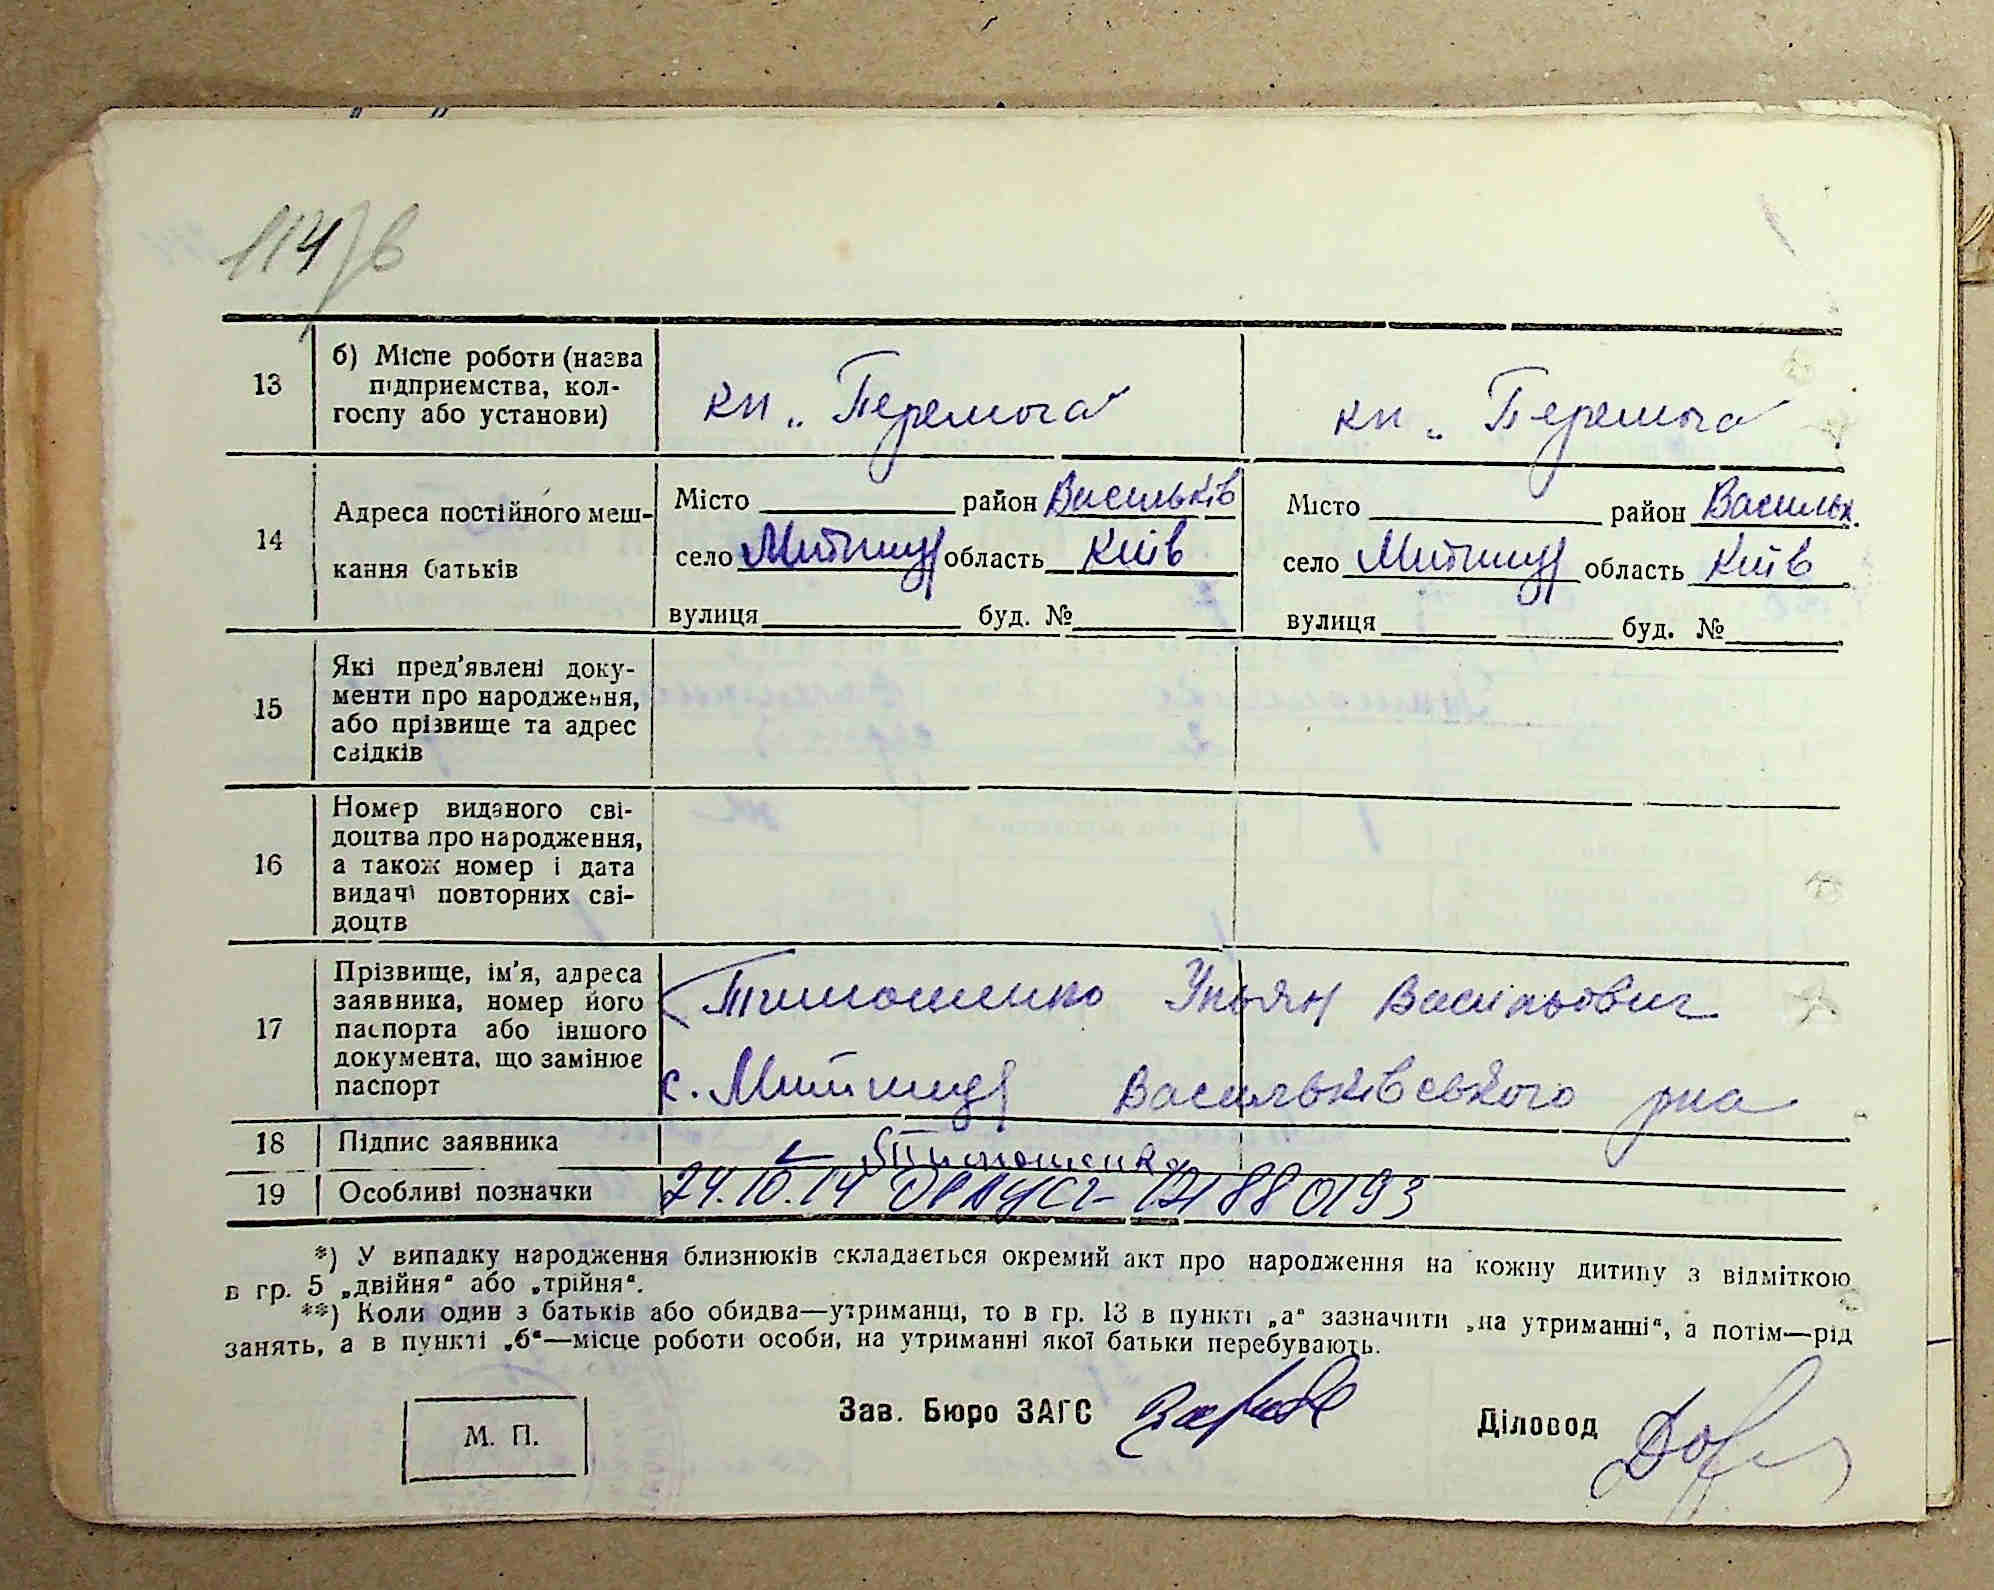 114/в
13
б) Місце роботи (назва
підприємства, кол-
госпу або установи)
кп „Перемога"
кп „Перемога"
14
Адреса постійного меш-
кання батьків
Місто район Васильків
село Митниця область Київ
вулиця буд. №
Місто район Васильк.
село Митниця область Київ
вулиця буд. №
15
Які пред'явлені доку-
менти про народження,
або прізвище та адрес
свідків
16
Номер виданого сві-
доцтва про народження,
а також номер і дата
видачі повторних сві-
доцтв
17
Прізвище, ім'я, адреса
заявника, номер його
паспорта або іншого
документа, що замінює
паспорт
Тимошенко Ульян Васильович
с. Митниця Васильківського рна
18
Підпис заявника
Тимошенко
19
Особливі позначки
24.10.14
*) У випадку народження близнюків складається окремий акт про народження на кожну дитину з відміткою
в гр. 5 „двійня" або „трійня".
**) Коли один з батьків або обидва—утриманці, то в гр. 13 в пункті „а" зазначити „на утриманні", а потім—рід
занять, а в пункті „б"—місце роботи особи, на утриманні якої батьки перебувають.
М. П.
Зав. Бюро ЗАГС
Діловод